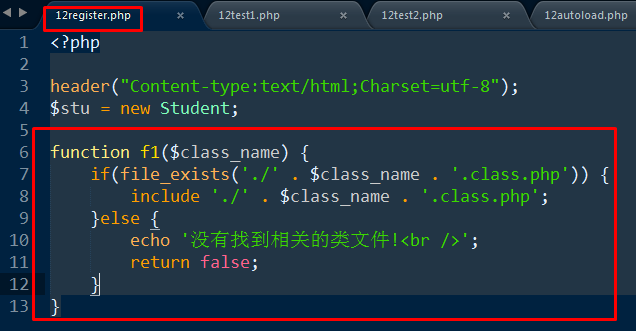 12register.php × 12test1.php × 12test2.php × 12autoload.php
1 <?php
2
3 header("Content-type:text/html;Charset=utf-8");
4 $stu = new Student;
5
6 function f1($class_name) {
7     if(file_exists('./' . $class_name . '.class.php')) {
8         include './' . $class_name . '.class.php';
9     }else {
10         echo '没有找到相关的类文件!<br />';
11         return false;
12     }
13 }